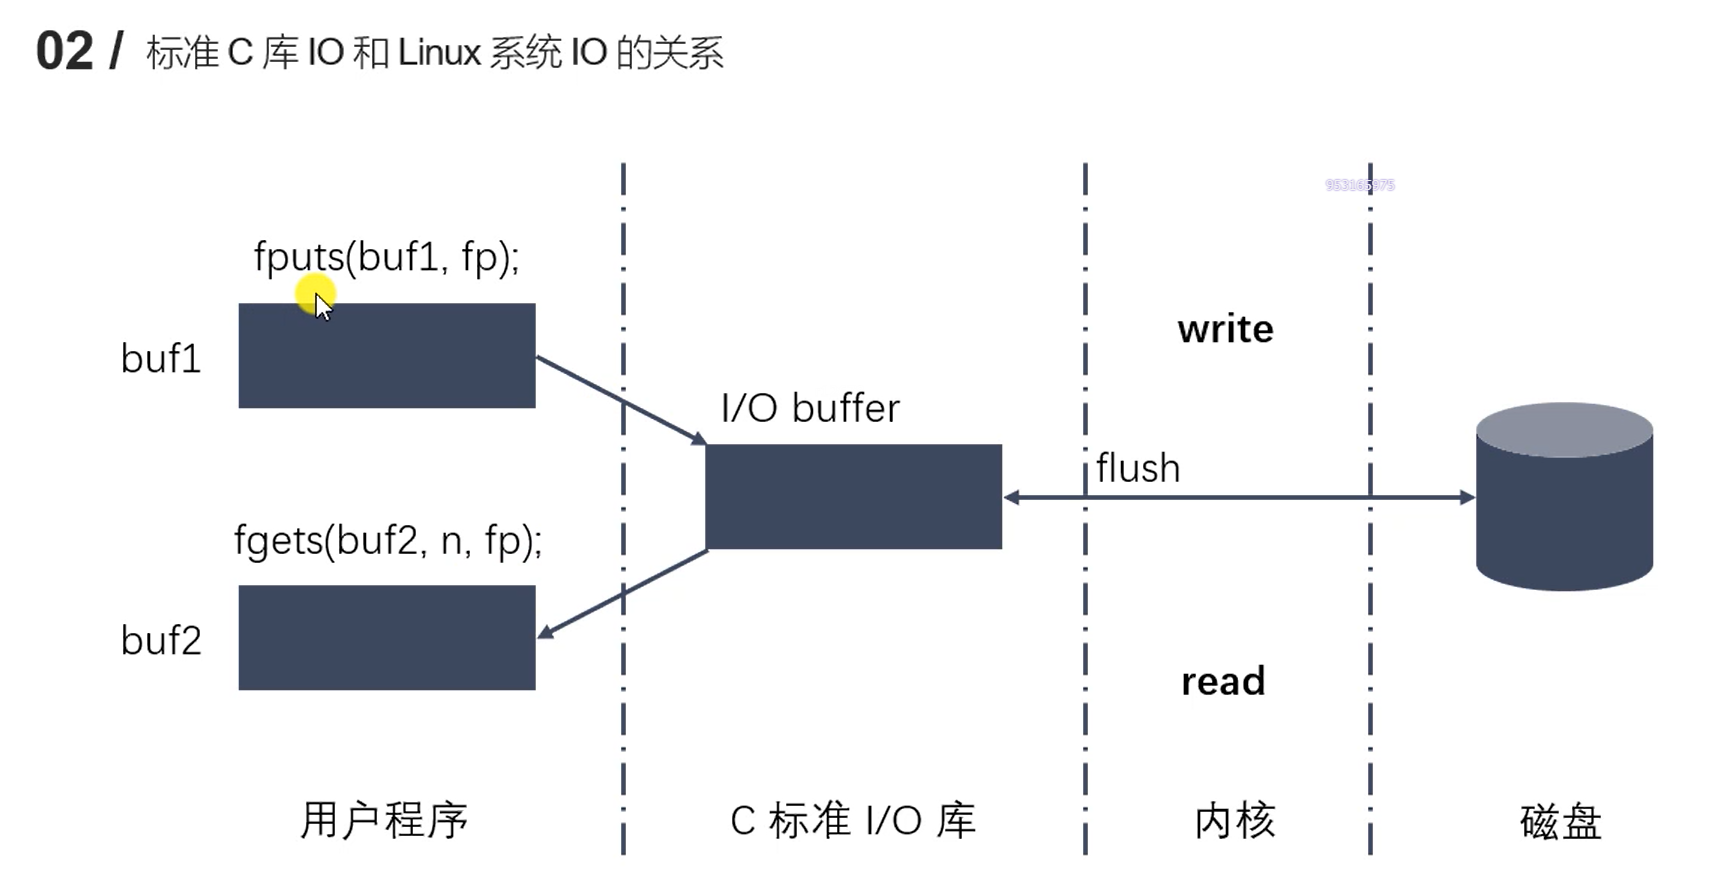 02 / 标准 C 库 IO 和 Linux 系统 IO 的关系
953165975
fputs(buf1, fp);
buf1
write
I/O buffer
flush
fgets(buf2, n, fp);
buf2
read
用户程序
C 标准 I/O 库
内核
磁盘